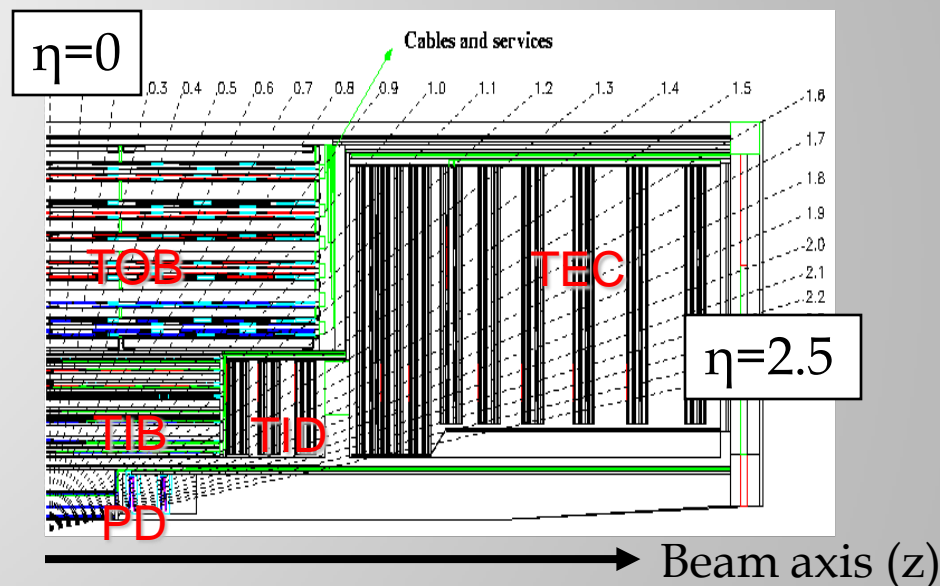 η=0
Cables and services
0.3 0.4 0.5 0.6 0.7 0.8 0.9 1.0 1.1 1.2 1.3 1.4 1.5 1.6
1.7
1.8
1.9
2.0
2.1
2.2
TOB
TEC
η=2.5
TIB
TID
PD
Beam axis (z)